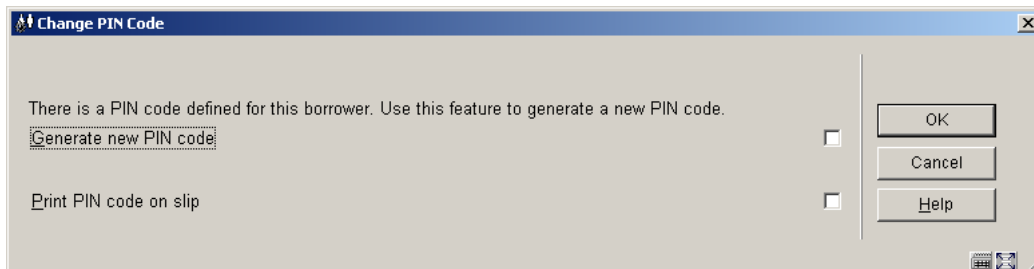 Change PIN Code
There is a PIN code defined for this borrower. Use this feature to generate a new PIN code.
Generate new PIN code
Print PIN code on slip
OK
Cancel
Help